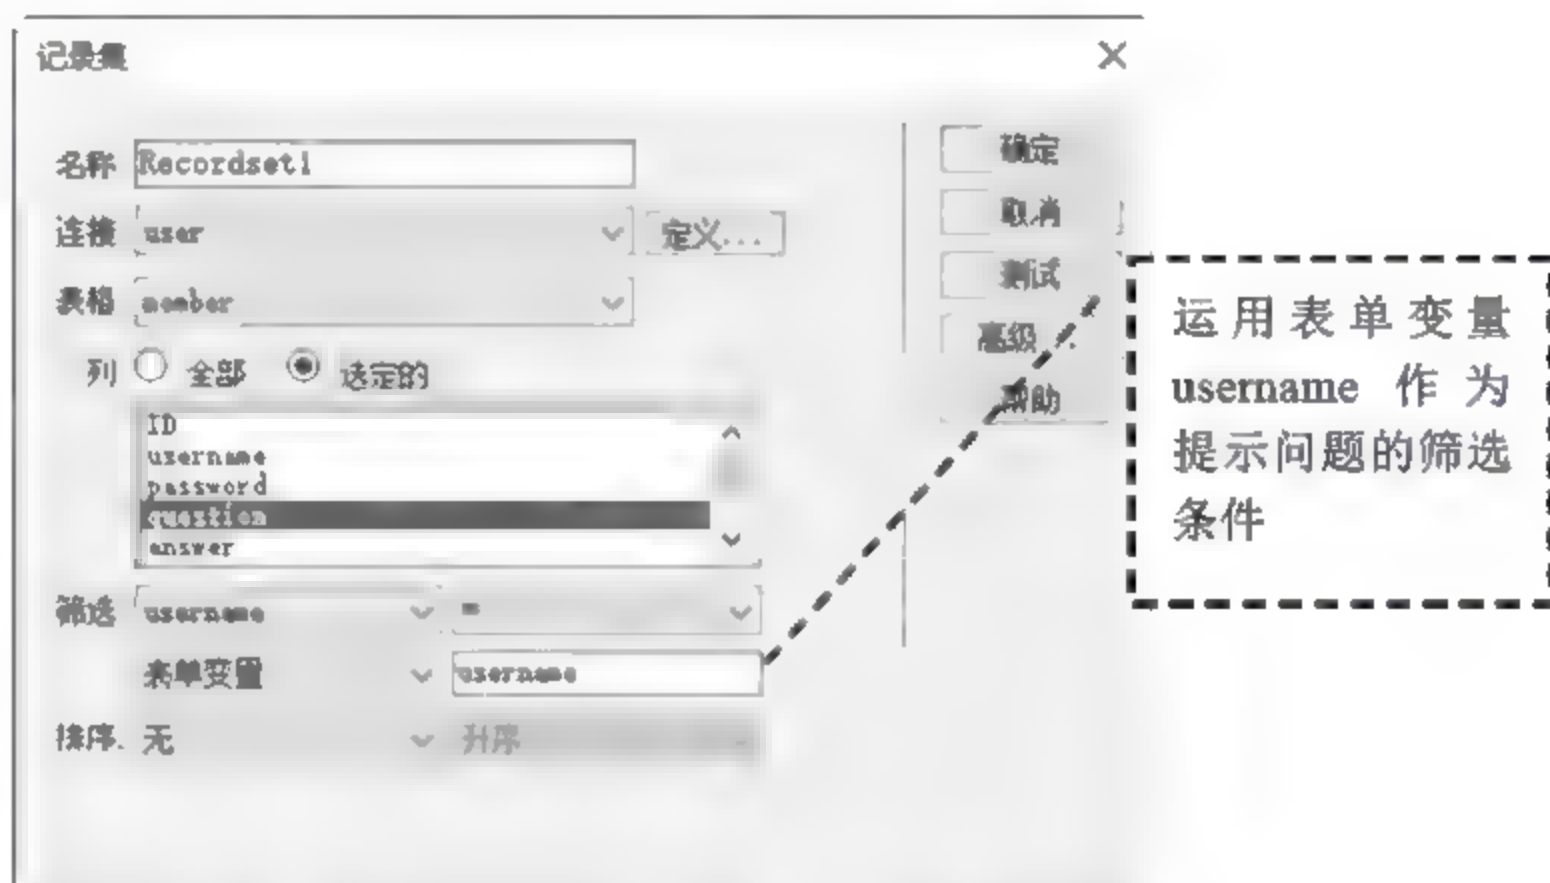 记录集
名称 Recordset1
连接 user 定义...
表格 member
列 全部 选定的
ID
username
password
question
answer
筛选 username =
表单变量 username
排序: 无 升序
确定
取消
测试
高级...
帮助
运用表单变量
username 作为
提示问题的筛选
条件